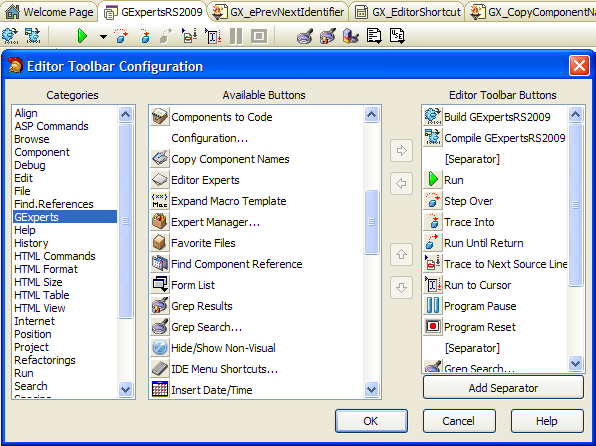 Welcome Page
GExpertsRS2009
GX_ePrevNextIdentifier
GX_EditorShortcut
GX_CopyComponentNa
Editor Toolbar Configuration
Categories
Available Buttons
Editor Toolbar Buttons
Align
ASP Commands
Browse
Component
Debug
Edit
File
Find.References
GExperts
Help
History
HTML Commands
HTML Format
HTML Size
HTML Table
HTML View
Internet
Position
Project
Refactorings
Run
Search
Components to Code
Configuration...
Copy Component Names
Editor Experts
Expand Macro Template
Expert Manager...
Favorite Files
Find Component Reference
Form List
Grep Results
Grep Search...
Hide/Show Non-Visual
IDE Menu Shortcuts...
Insert Date/Time
Build GExpertsRS2009
Compile GExpertsRS2009
[Separator]
Run
Step Over
Trace Into
Run Until Return
Trace to Next Source Line
Run to Cursor
Program Pause
Program Reset
[Separator]
Grep Search...
Add Separator
OK
Cancel
Help